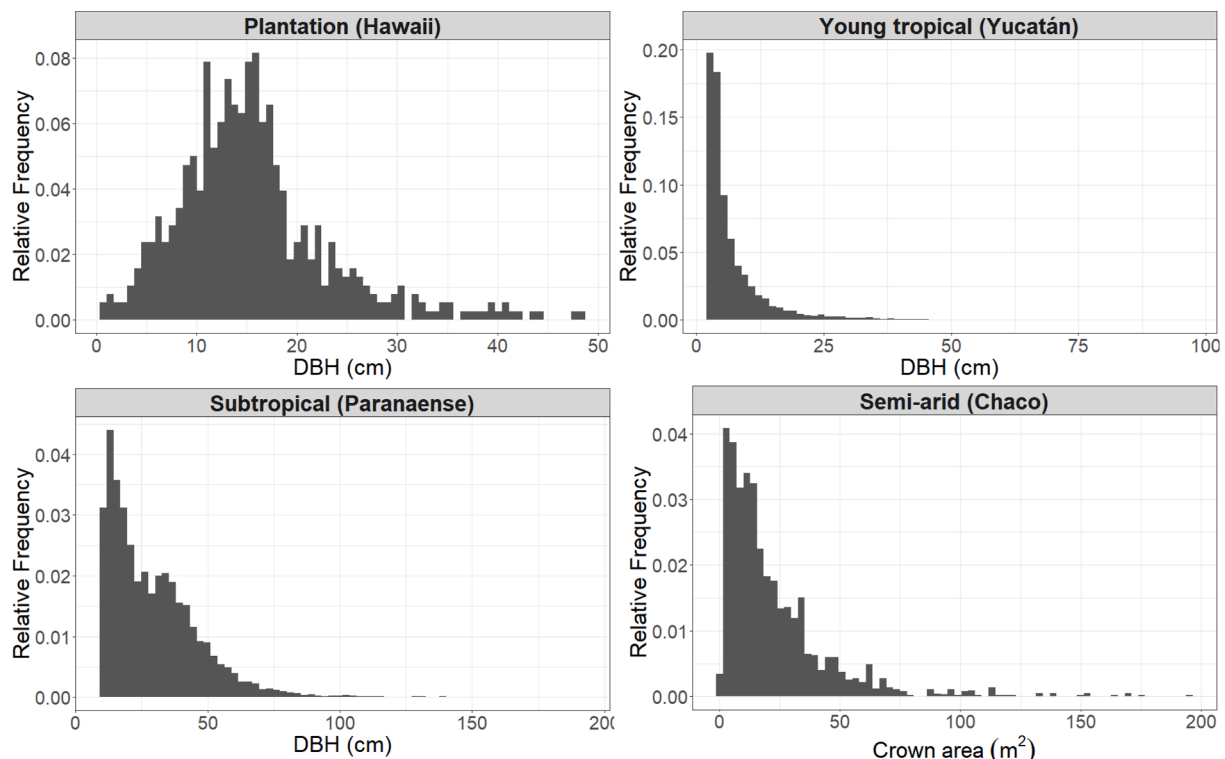 Plantation (Hawaii)
Relative Frequency
0.08
0.06
0.04
0.02
0.00
0 10 20 30 40 50
DBH (cm)
Young tropical (Yucatán)
Relative Frequency
0.20
0.15
0.10
0.05
0.00
0 25 50 75 100
DBH (cm)
Subtropical (Paranaense)
Relative Frequency
0.04
0.03
0.02
0.01
0.00
0 50 100 150 200
DBH (cm)
Semi-arid (Chaco)
Relative Frequency
0.04
0.03
0.02
0.01
0.00
0 50 100 150 200
Crown area (m²)